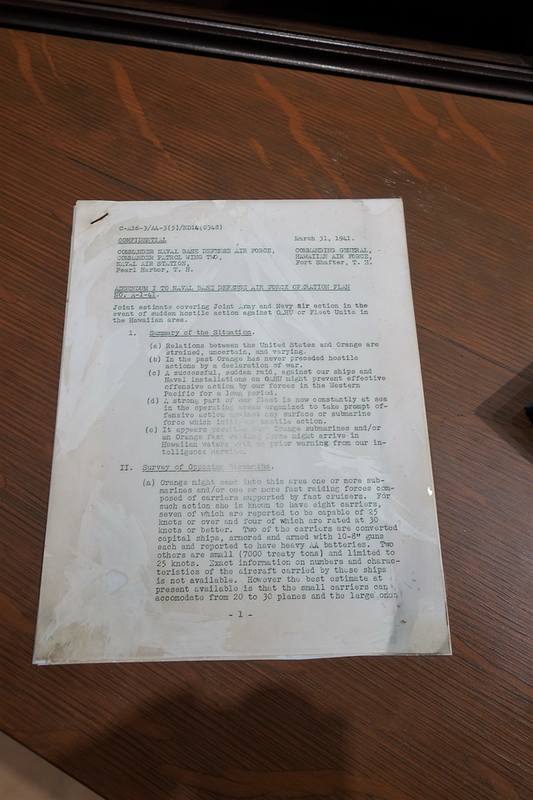 C-A16-3/A4-3(5)/ND14(0348)
CONFIDENTIAL March 31, 1941.
COMMANDER NAVAL BASE DEFENSE AIR FORCE, COMMANDING GENERAL,
COMMANDER PATROL WING TWO, HAWAIIAN AIR FORCE,
NAVAL AIR STATION, Fort Shafter, T. H.
Pearl Harbor, T. H.
ADDENDUM I TO NAVAL BASE DEFENSE AIR FORCE OPERATION PLAN
NO. A-1-41.
Joint estimate covering Joint Army and Navy air action in the
event of sudden hostile action against OAHU or Fleet Units in
the Hawaiian area.
I. Summary of the Situation.
(a) Relations between the United States and Orange are
strained, uncertain, and varying.
(b) In the past Orange has never preceded hostile
actions by a declaration of war.
(c) A successful, sudden raid, against our ships and
Naval installations on OAHU might prevent effective
offensive action by our forces in the Western
Pacific for a long period.
(d) A strong part of our fleet is now constantly at sea
in the operating areas organized to take prompt of-
fensive action against any surface or submarine
force which hostile action.
(e) It appears Orange submarines and/or
an Orange fast force might arrive in
Hawaiian waters with no prior warning from our in-
telligence service.
II. Survey of Opposing
(a) Orange might send into this area one or more sub-
marines and/or one or more fast raiding forces com-
posed of carriers supported by fast cruisers. For
such action she is known to have eight carriers,
seven of which are reported to be capable of 25
knots or over and four of which are rated at 30
knots or better. Two of the carriers are converted
capital ships, armored and armed with 10-8" guns
each and reported to have heavy AA batteries. Two
others are small (7000 treaty tons) and limited to
25 knots. Exact information on numbers and charac-
teristics of the aircraft carried by these ships
is not available. However the best estimate at
present available is that the small carriers can
accomodate from 20 to 30 planes and the large ones
- 1 -